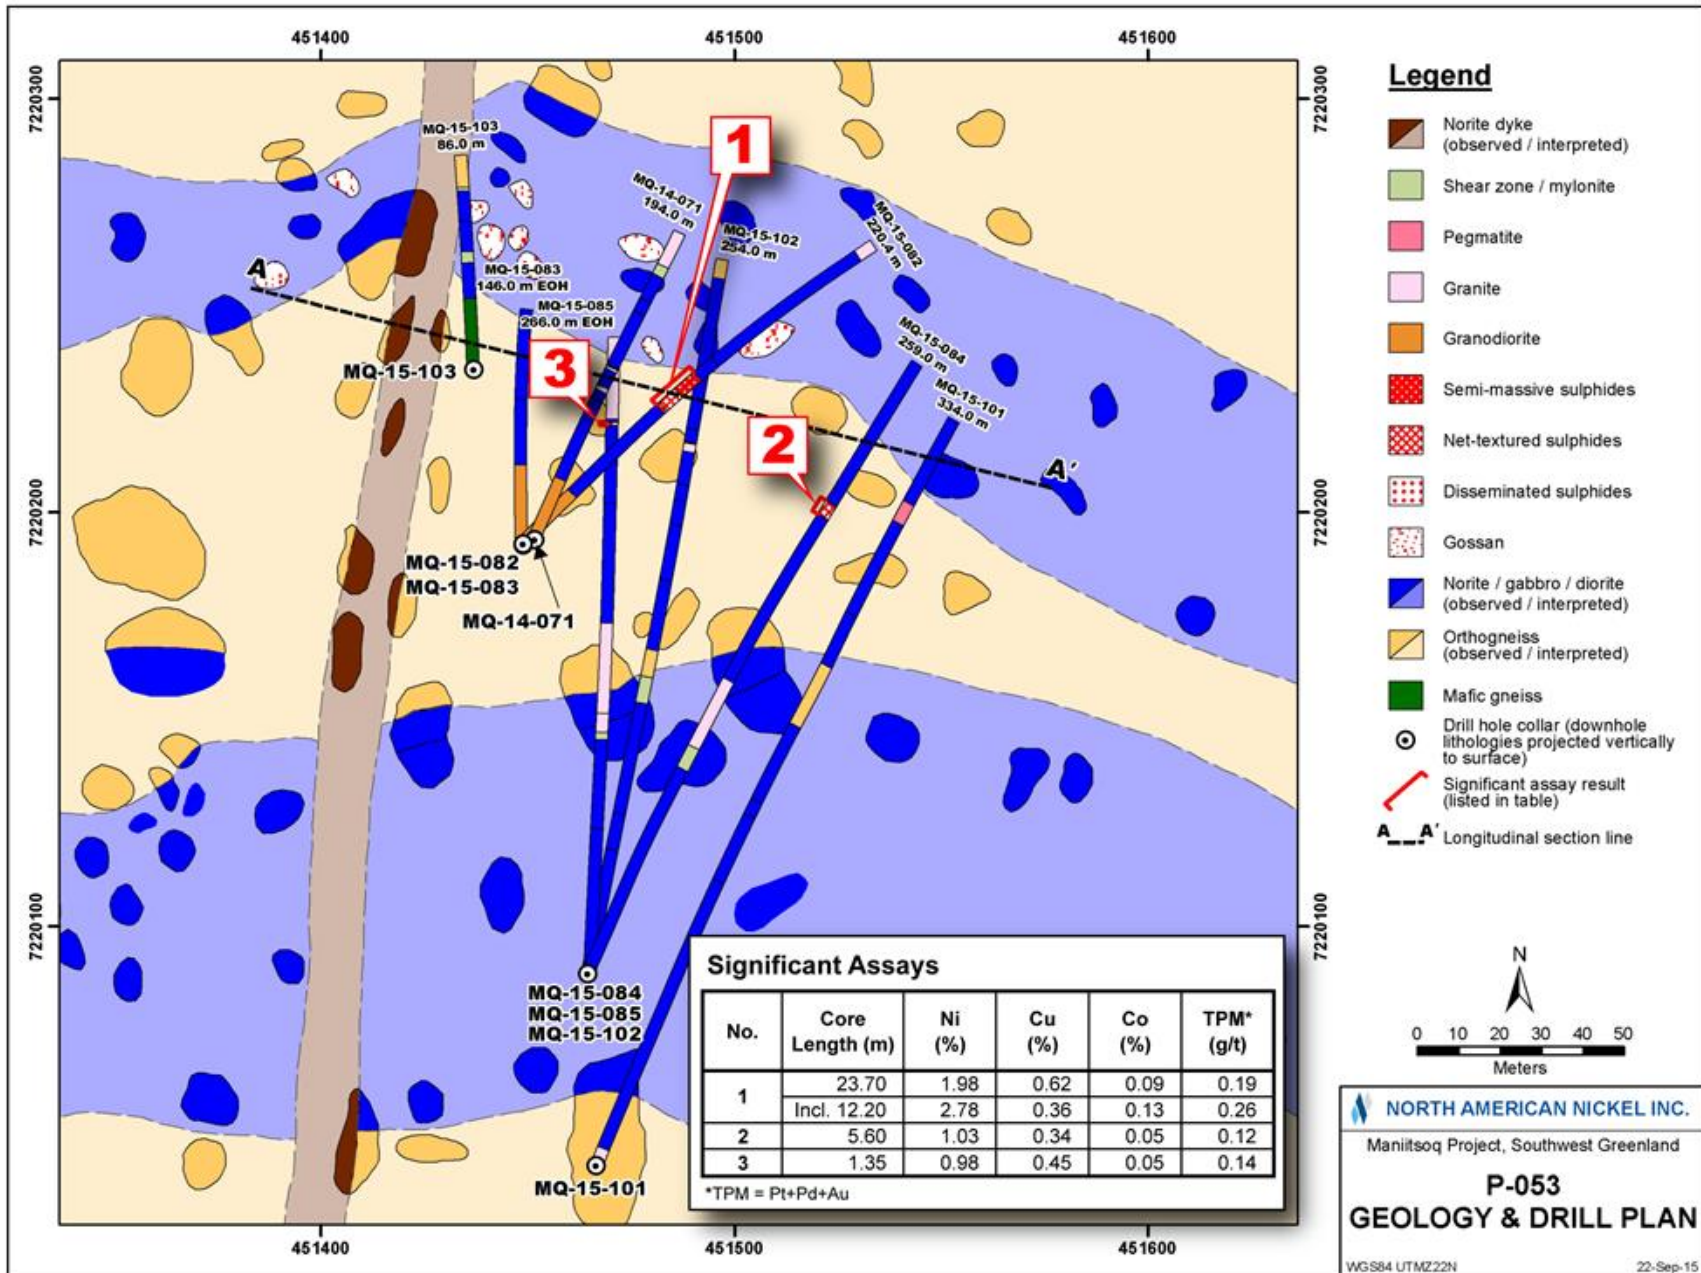 451400
451500
451600
7220300
7220300
MQ-15-103
86.0 m
1
MQ-14-071
194.0 m
MQ-15-102
254.0 m
MQ-15-082
220.4 m
A
MQ-15-083
146.0 m EOH
MQ-15-085
266.0 m EOH
MQ-15-084
259.0 m
MQ-15-103
3
MQ-15-101
334.0 m
2
A'
7220200
7220200
MQ-15-082
MQ-15-083
MQ-14-071
7220100
7220100
MQ-15-084
MQ-15-085
MQ-15-102
MQ-15-101
Significant Assays
No. Core Length (m) Ni (%) Cu (%) Co (%) TPM* (g/t)
1 23.70 1.98 0.62 0.09 0.19
Incl. 12.20 2.78 0.36 0.13 0.26
2 5.60 1.03 0.34 0.05 0.12
3 1.35 0.98 0.45 0.05 0.14
*TPM = Pt+Pd+Au
451400
451500
451600
Legend
Norite dyke
(observed / interpreted)
Shear zone / mylonite
Pegmatite
Granite
Granodiorite
Semi-massive sulphides
Net-textured sulphides
Disseminated sulphides
Gossan
Norite / gabbro / diorite
(observed / interpreted)
Orthogneiss
(observed / interpreted)
Mafic gneiss
Drill hole collar (downhole
lithologies projected vertically
to surface)
Significant assay result
(listed in table)
A A' Longitudinal section line
N
0 10 20 30 40 50
Meters
NORTH AMERICAN NICKEL INC.
Maniitsoq Project, Southwest Greenland
P-053
GEOLOGY & DRILL PLAN
WGS84 UTMZ22N 22-Sep-15